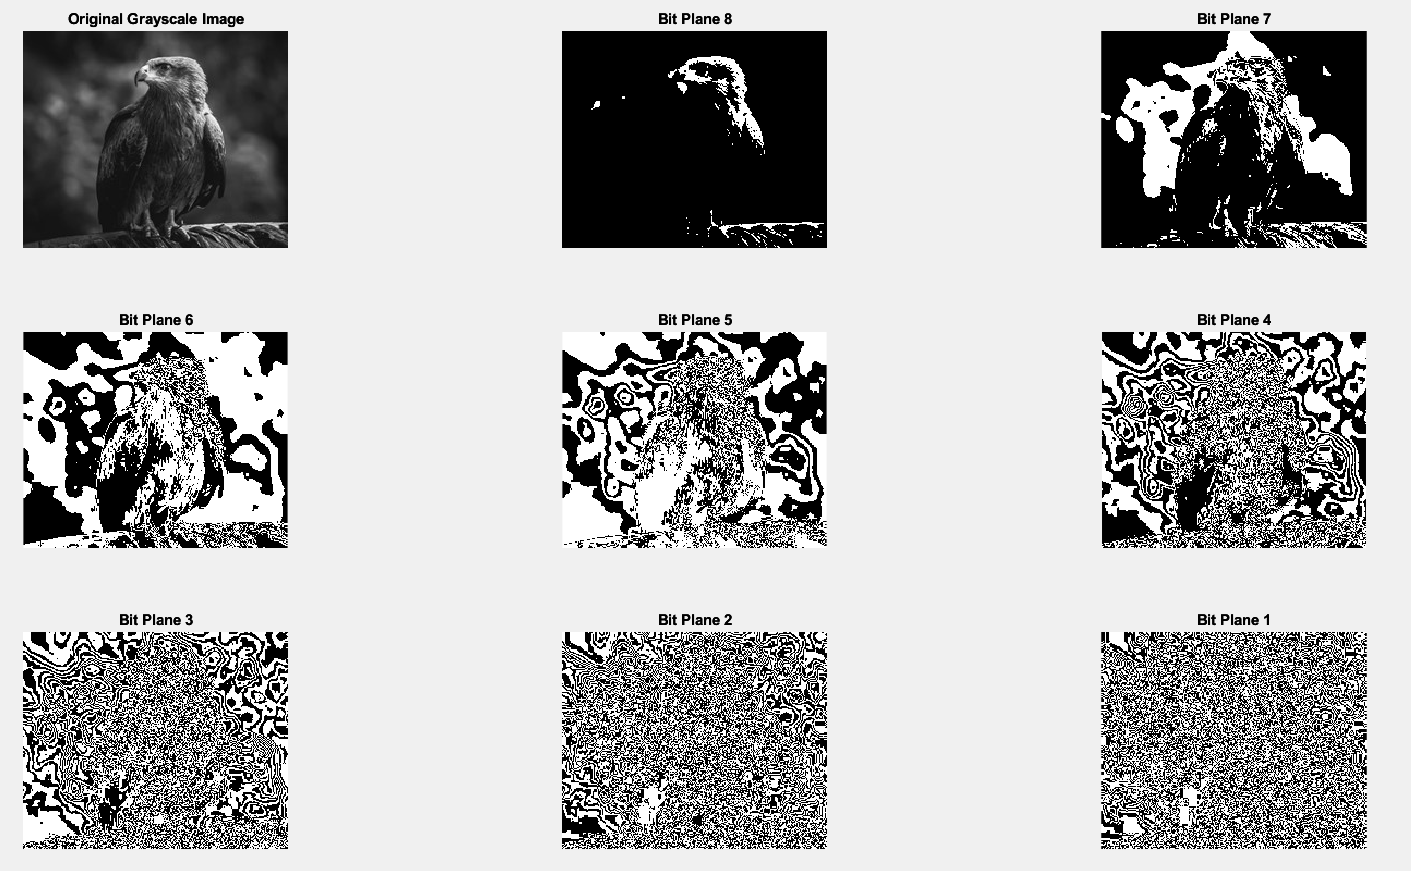 Original Grayscale Image
Bit Plane 8
Bit Plane 7
Bit Plane 6
Bit Plane 5
Bit Plane 4
Bit Plane 3
Bit Plane 2
Bit Plane 1